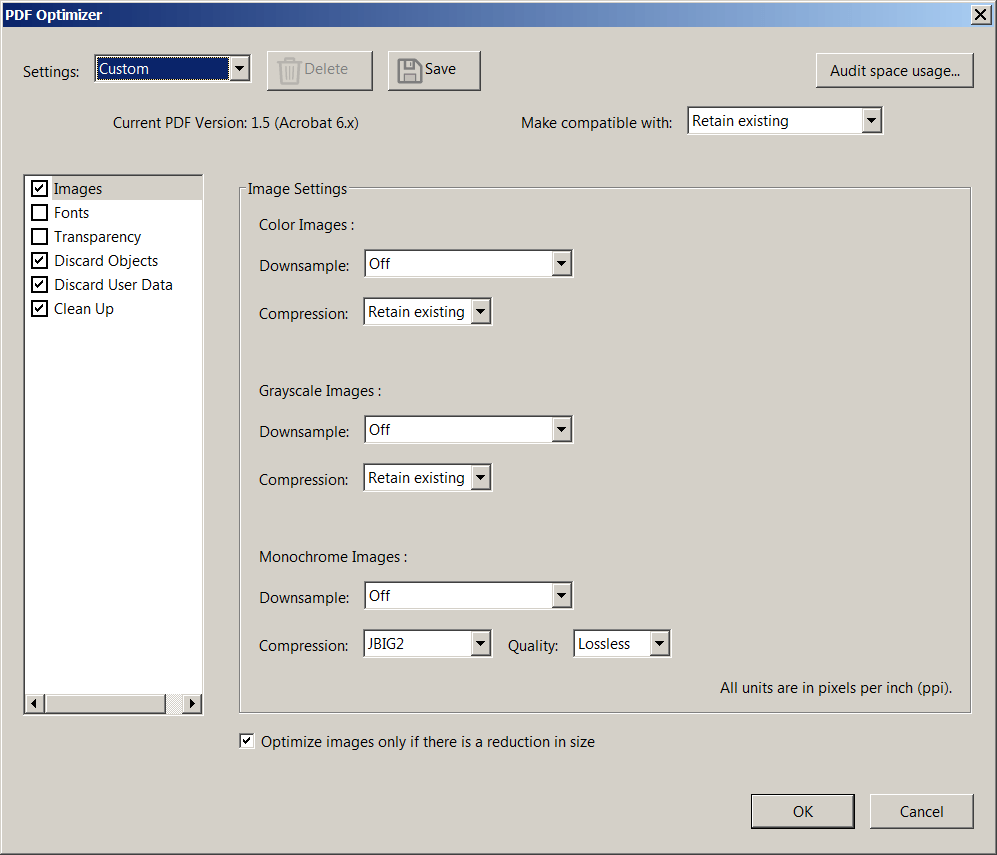 PDF Optimizer
Settings: Custom Delete Save Audit space usage...
Current PDF Version: 1.5 (Acrobat 6.x) Make compatible with: Retain existing
Images
Fonts
Transparency
Discard Objects
Discard User Data
Clean Up
Image Settings
Color Images :
Downsample: Off
Compression: Retain existing
Grayscale Images :
Downsample: Off
Compression: Retain existing
Monochrome Images :
Downsample: Off
Compression: JBIG2 Quality: Lossless
All units are in pixels per inch (ppi).
Optimize images only if there is a reduction in size
OK Cancel